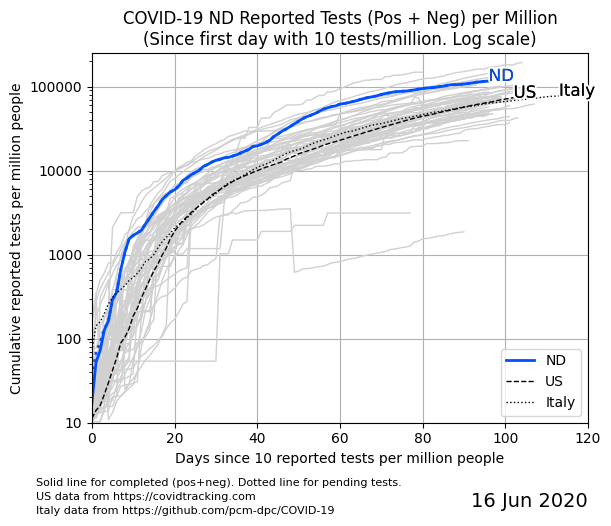 COVID-19 ND Reported Tests (Pos + Neg) per Million
(Since first day with 10 tests/million. Log scale)
Cumulative reported tests per million people
100000
10000
1000
100
10
ND
US
Italy
ND
US
Italy
0
20
40
60
80
100
120
Days since 10 reported tests per million people
Solid line for completed (pos+neg). Dotted line for pending tests.
US data from https://covidtracking.com
Italy data from https://github.com/pcm-dpc/COVID-19
16 Jun 2020